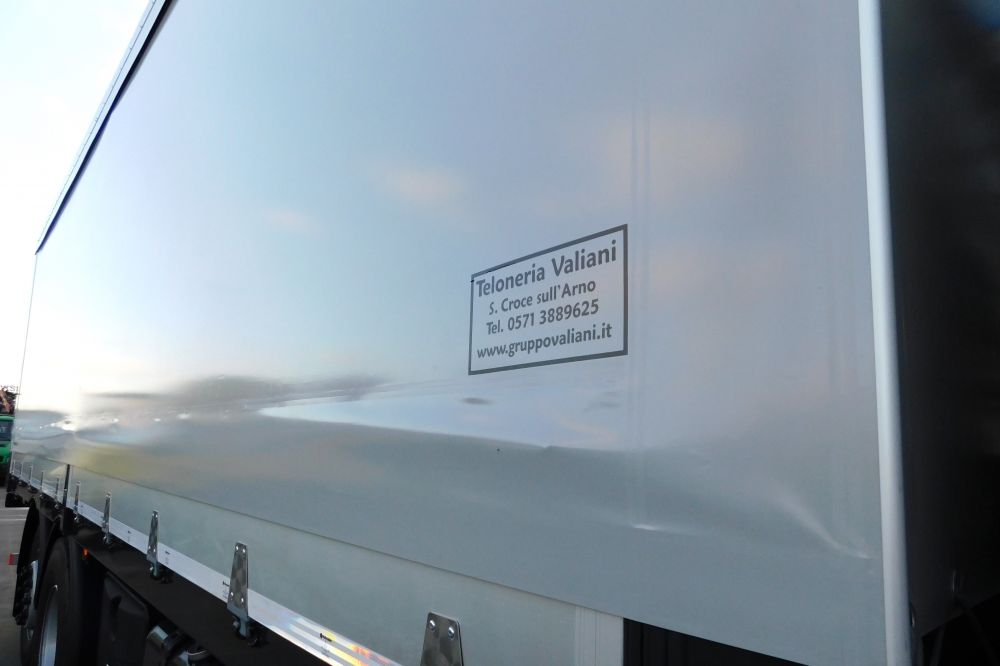 Teloneria Valiani
S. Croce sull'Arno
Tel. 0571 3889625
www.gruppovaliani.it